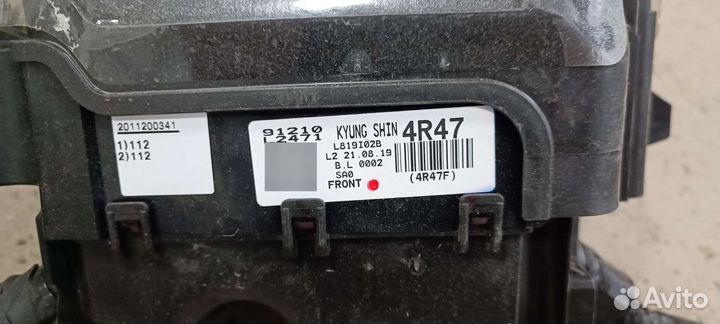 2011200341
1)112
2)112
91210
L2471
KYUNG SHIN 4R47
L819I02B
L2 21.08.19
B.L 0002
SA0
FRONT
(4R47F)
Avito